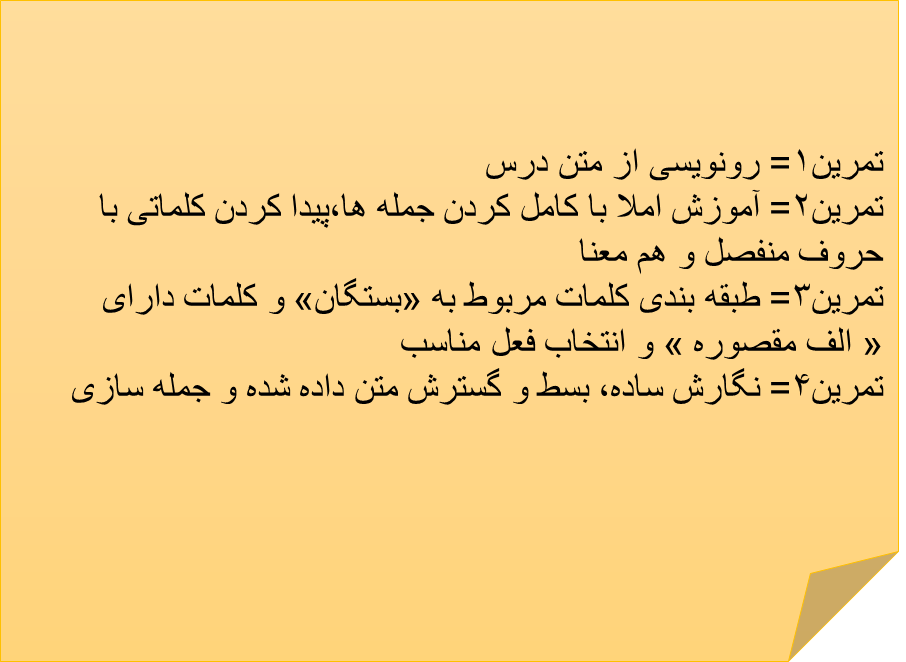 تمرین۱= رونویسی از متن درس
تمرین۲= آموزش املا با کامل کردن جمله ها،پیدا کردن کلماتی با
حروف منفصل و هم معنا
تمرین۳= طبقه بندی کلمات مربوط به «بستگان» و کلمات دارای
« الف مقصوره » و انتخاب فعل مناسب
تمرین۴= نگارش ساده، بسط و گسترش متن داده شده و جمله سازی